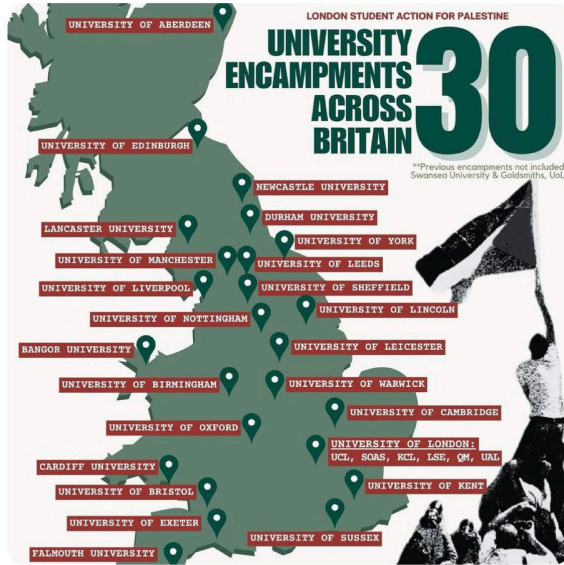 LONDON STUDENT ACTION FOR PALESTINE
UNIVERSITY
ENCAMPMENTS
ACROSS
BRITAIN
30
**Previous encampments not included
Swansea University & Goldsmiths, UoL
UNIVERSITY OF ABERDEEN
UNIVERSITY OF EDINBURGH
NEWCASTLE UNIVERSITY
DURHAM UNIVERSITY
LANCASTER UNIVERSITY
UNIVERSITY OF YORK
UNIVERSITY OF MANCHESTER
UNIVERSITY OF LEEDS
UNIVERSITY OF LIVERPOOL
UNIVERSITY OF SHEFFIELD
UNIVERSITY OF LINCOLN
UNIVERSITY OF NOTTINGHAM
BANGOR UNIVERSITY
UNIVERSITY OF LEICESTER
UNIVERSITY OF BIRMINGHAM
UNIVERSITY OF WARWICK
UNIVERSITY OF CAMBRIDGE
UNIVERSITY OF OXFORD
UNIVERSITY OF LONDON:
UCL, SOAS, KCL, LSE, QM, UAL
CARDIFF UNIVERSITY
UNIVERSITY OF KENT
UNIVERSITY OF BRISTOL
UNIVERSITY OF EXETER
UNIVERSITY OF SUSSEX
FALMOUTH UNIVERSITY